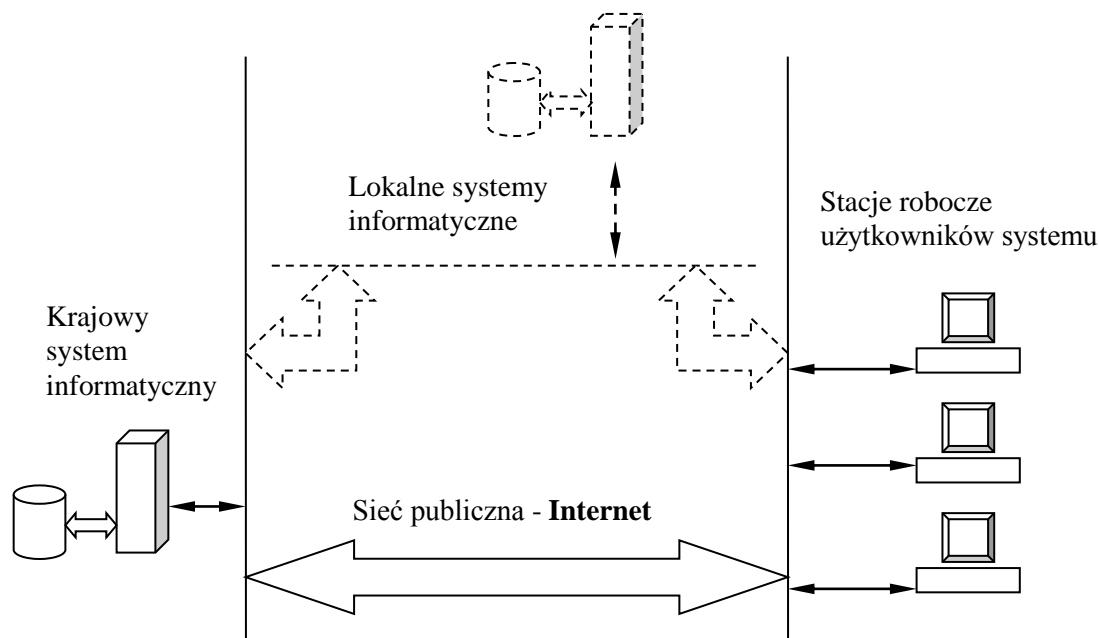 Lokalne systemy
informatyczne
Stacje robocze
użytkowników systemu
Krajowy
system
informatyczny
Sieć publiczna - Internet